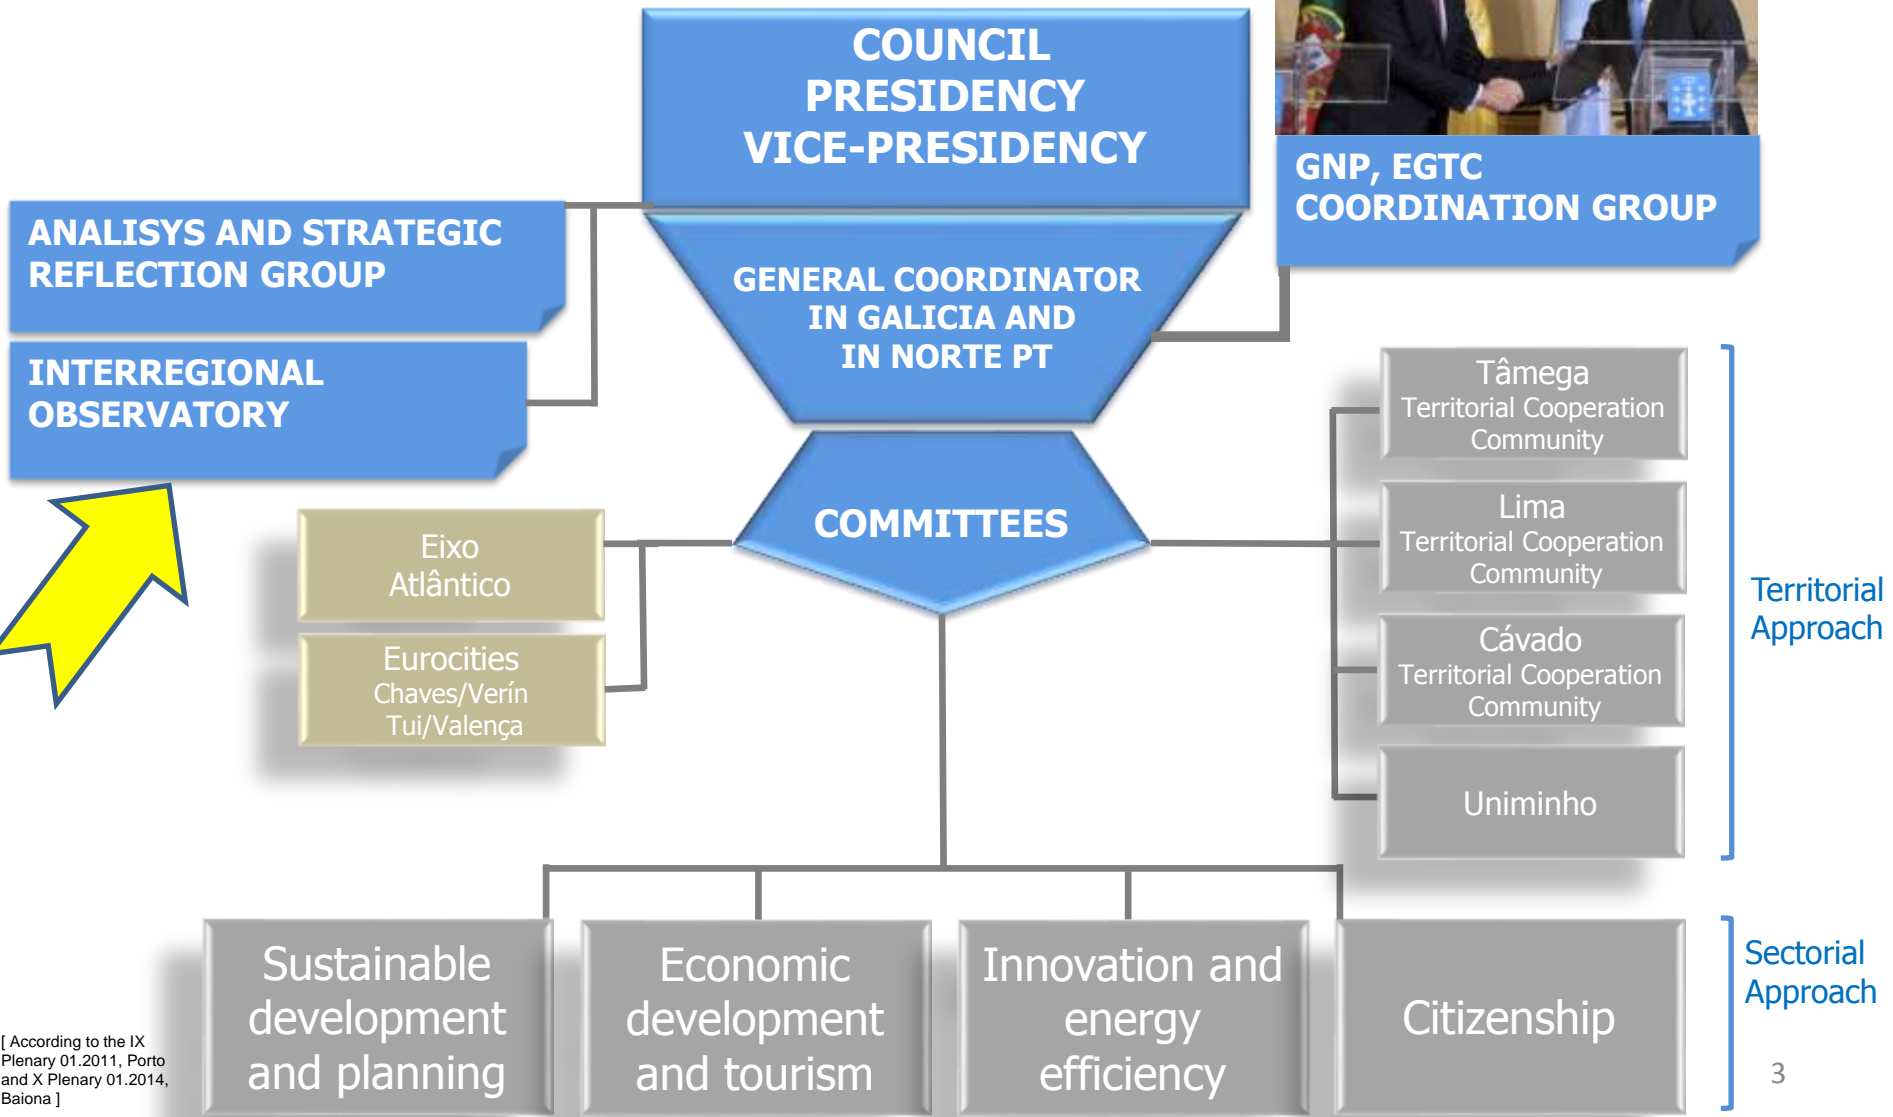 COUNCIL
PRESIDENCY
VICE-PRESIDENCY
GNP, EGTC
COORDINATION GROUP
ANALISYS AND STRATEGIC
REFLECTION GROUP
GENERAL COORDINATOR
IN GALICIA AND
IN NORTE PT
INTERREGIONAL
OBSERVATORY
COMMITTEES
Eixo
Atlântico
Eurocities
Chaves/Verín
Tui/Valença
Tâmega
Territorial Cooperation
Community
Lima
Territorial Cooperation
Community
Cávado
Territorial Cooperation
Community
Uniminho
Territorial
Approach
Sustainable
development
and planning
Economic
development
and tourism
Innovation and
energy
efficiency
Citizenship
Sectorial
Approach
[ According to the IX
Plenary 01.2011, Porto
and X Plenary 01.2014,
Baiona ]
3